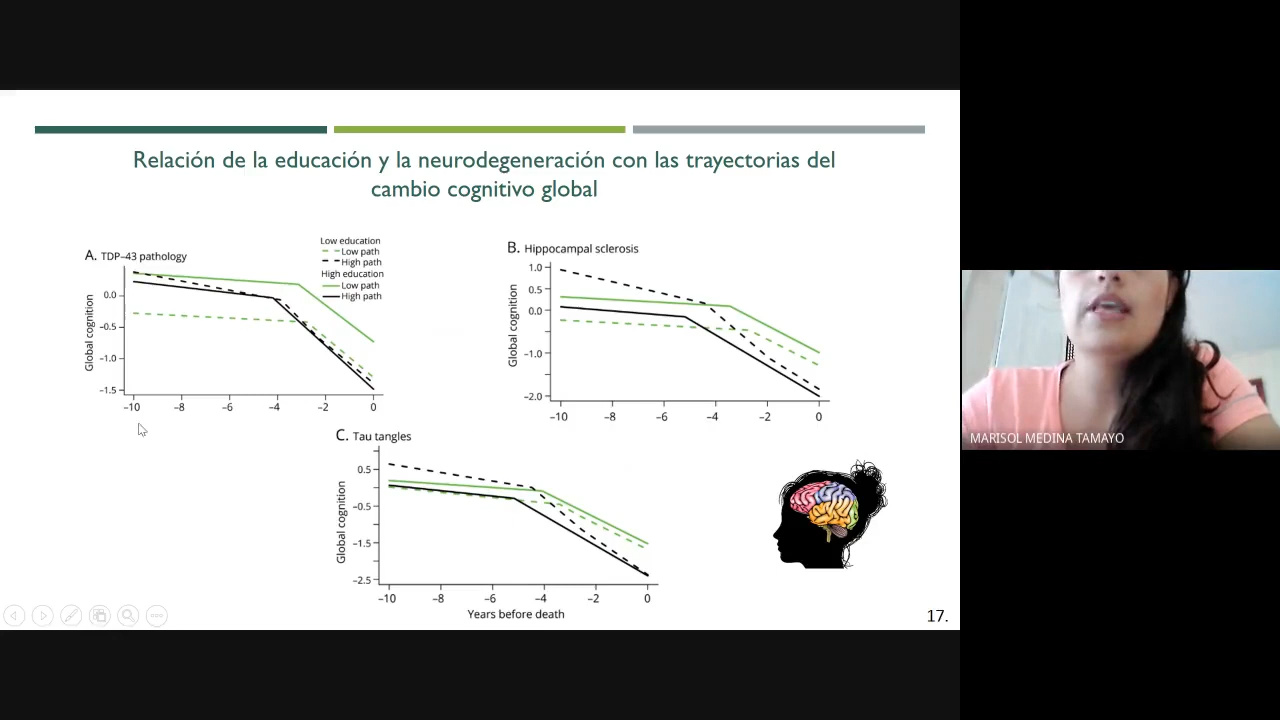 Relación de la educación y la neurodegeneración con las trayectorias del
cambio cognitivo global
A. TDP–43 pathology
Low education
Low path
High path
High education
Low path
High path
Global cognition
0.0
–0.5
–1.0
–1.5
–10 –8 –6 –4 –2 0
B. Hippocampal sclerosis
Global cognition
1.0
0.5
0.0
–1.0
–2.0
–10 –8 –6 –4 –2 0
C. Tau tangles
Global cognition
0.5
–0.5
–1.5
–2.5
–10 –8 –6 –4 –2 0
Years before death
17.
MARISOL MEDINA TAMAYO